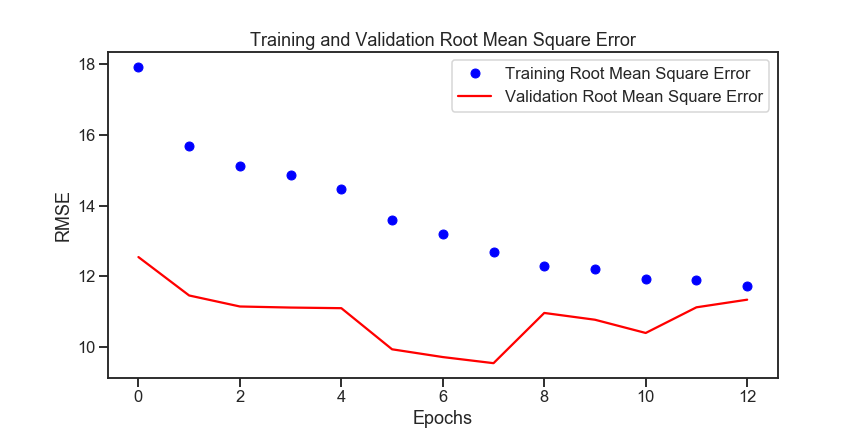 Training and Validation Root Mean Square Error
Training Root Mean Square Error
Validation Root Mean Square Error
RMSE
18
16
14
12
10
0 2 4 6 8 10 12
Epochs